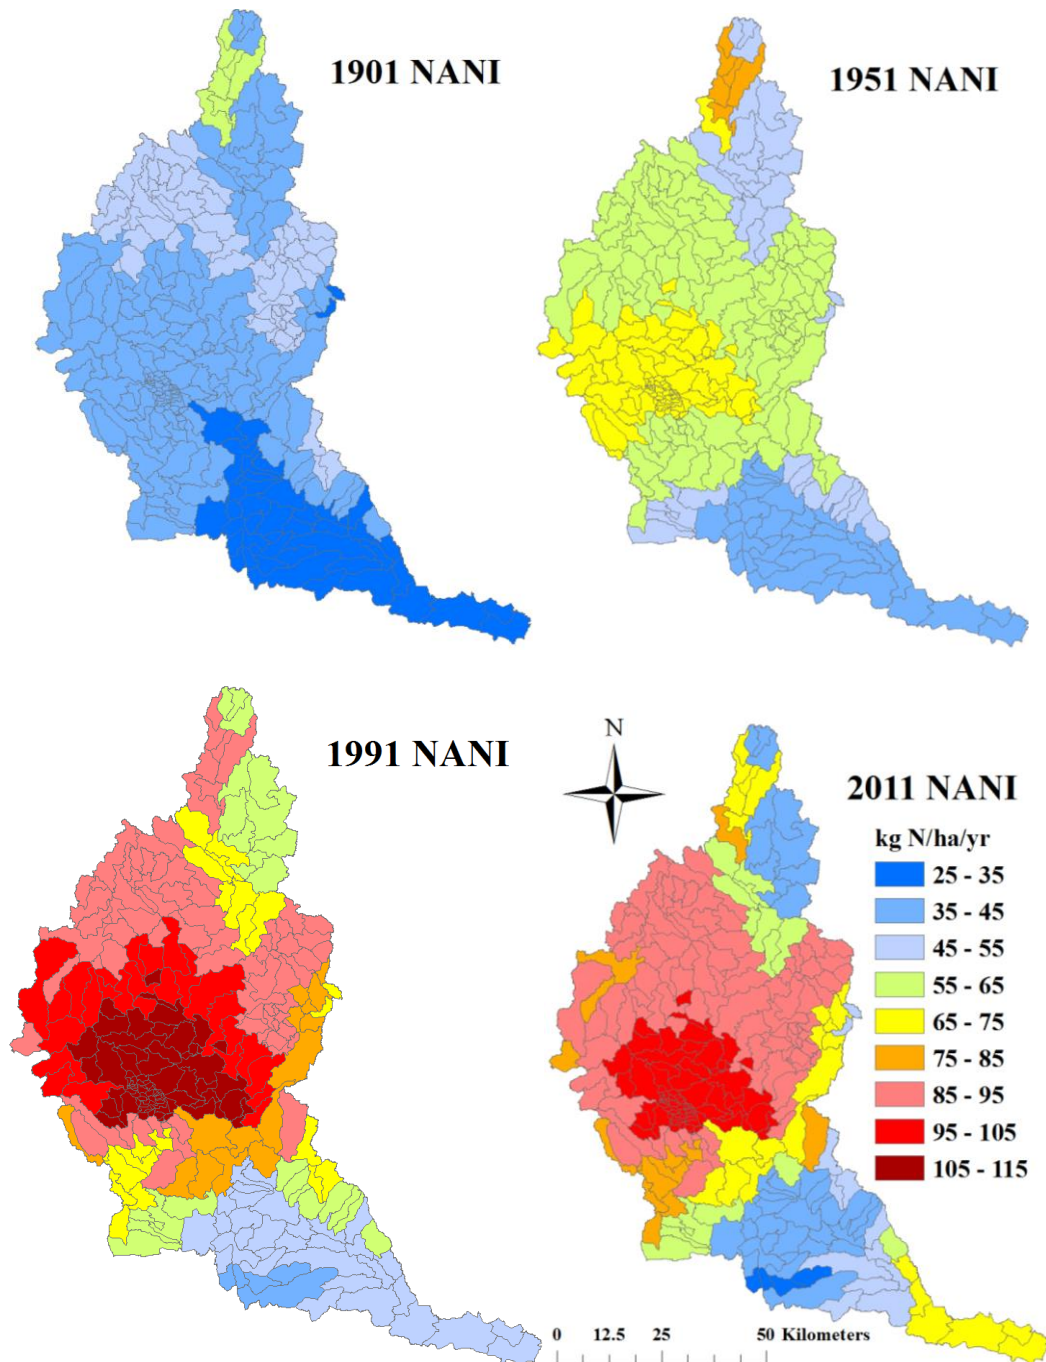 1901 NANI
1951 NANI
1991 NANI
N
2011 NANI
kg N/ha/yr
25 - 35
35 - 45
45 - 55
55 - 65
65 - 75
75 - 85
85 - 95
95 - 105
105 - 115
0 12.5 25 50 Kilometers